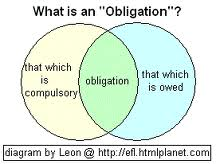 What is an "Obligation"?
that which
is
compulsory
obligation
that which
is owed
diagram by Leon @ http://efl.htmlplanet.com